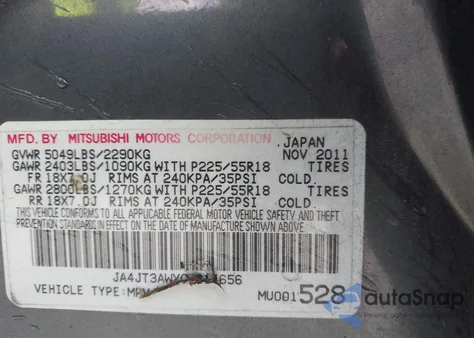 MFD. BY MITSUBISHI MOTORS CORPORATION. JAPAN
GVWR 5049LBS/2290KG NOV 2011
GAWR 2403LBS/1090KG WITH P225/55R18 TIRES
FR 18X7.0J RIMS AT 240KPA/35PSI COLD.
GAWR 2800LBS/1270KG WITH P225/55R18 TIRES
RR 18X7.0J RIMS AT 240KPA/35PSI COLD.
THIS VEHICLE CONFORMS TO ALL APPLICABLE FEDERAL MOTOR VEHICLE SAFETY AND THEFT
PREVENTION STANDARDS IN EFFECT ON THE DATE OF MANUFACTURE SHOWN ABOVE.
VEHICLE TYPE:MPV MU001528
autaSnap